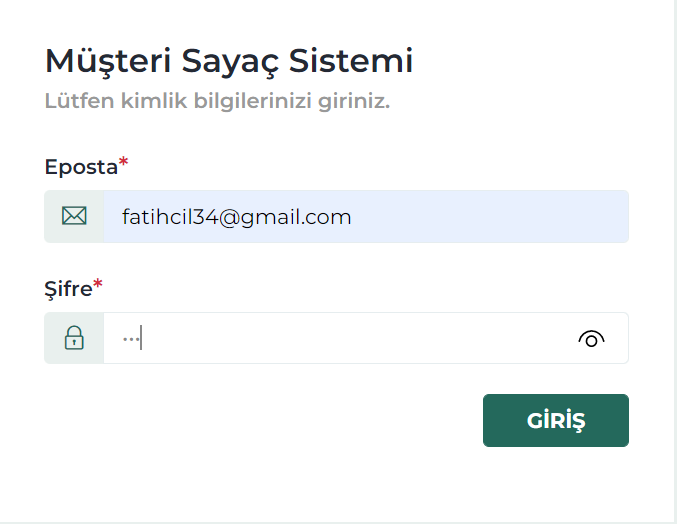 Müşteri Sayaç Sistemi
Lütfen kimlik bilgilerinizi giriniz.
Eposta*
fatihcil34@gmail.com
Şifre*
GİRİŞ